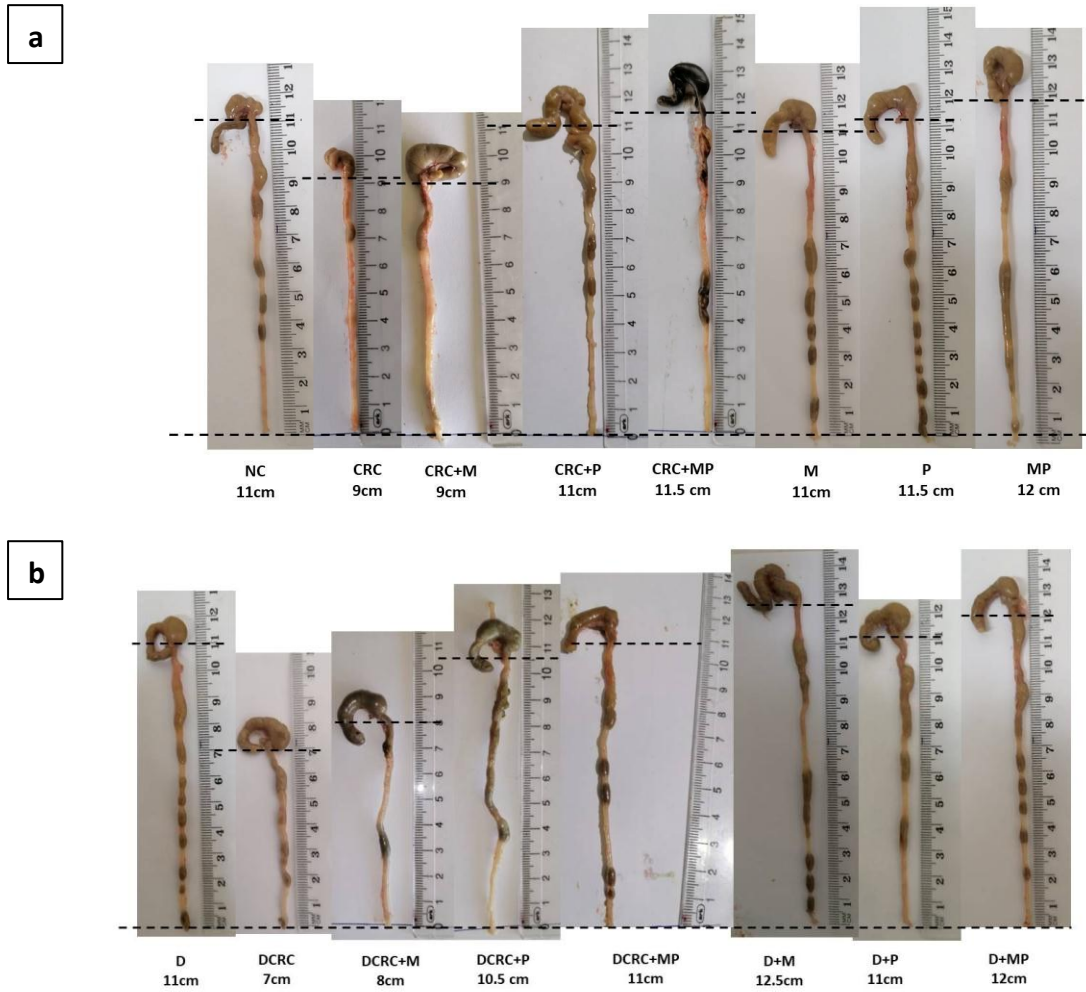 a
NC
11cm
CRC
9cm
CRC+M
9cm
CRC+P
11cm
CRC+MP
11.5 cm
M
11cm
P
11.5 cm
MP
12 cm
b
D
11cm
DCRC
7cm
DCRC+M
8cm
DCRC+P
10.5 cm
DCRC+MP
11cm
D+M
12.5cm
D+P
11cm
D+MP
12cm